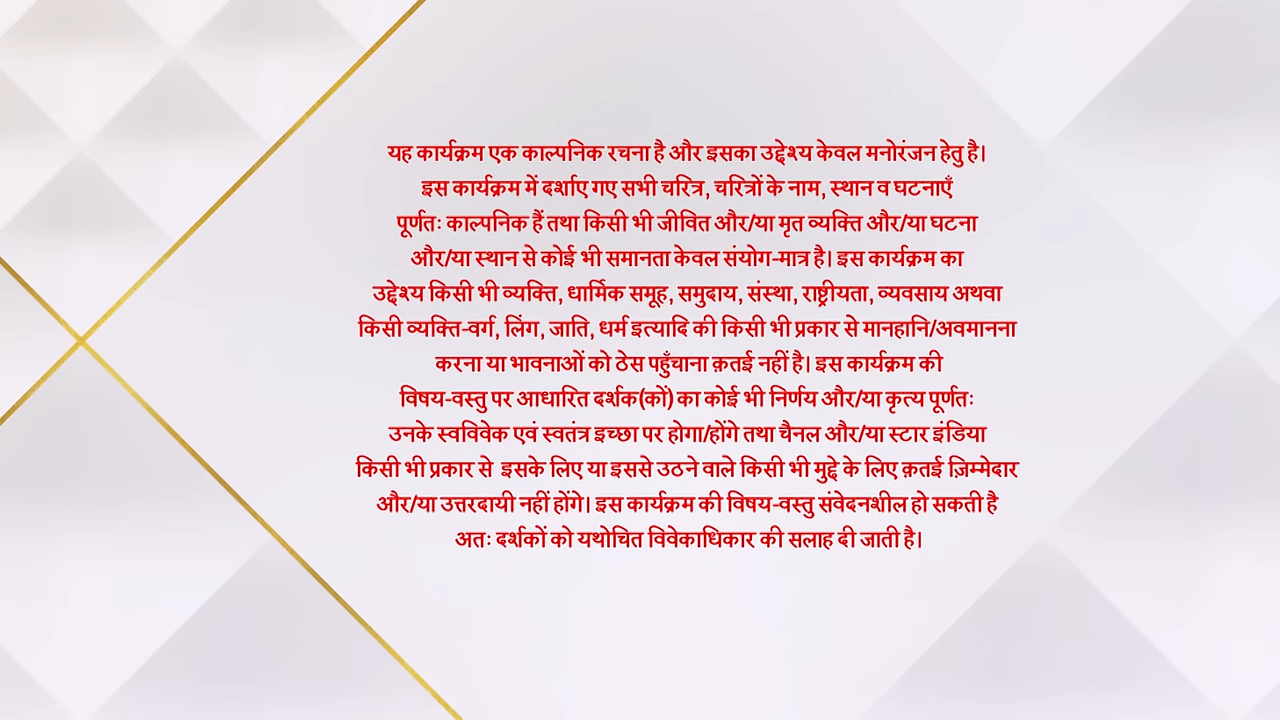 यह कार्यक्रम एक काल्पनिक रचना है और इसका उद्देश्य केवल मनोरंजन हेतु है।
इस कार्यक्रम में दर्शाए गए सभी चरित्र, चरित्रों के नाम, स्थान व घटनाएँ
पूर्णतः काल्पनिक हैं तथा किसी भी जीवित और/या मृत व्यक्ति और/या घटना
और/या स्थान से कोई भी समानता केवल संयोग-मात्र है। इस कार्यक्रम का
उद्देश्य किसी भी व्यक्ति, धार्मिक समूह, समुदाय, संस्था, राष्ट्रीयता, व्यवसाय अथवा
किसी व्यक्ति-वर्ग, लिंग, जाति, धर्म इत्यादि की किसी भी प्रकार से मानहानि/अवमानना
करना या भावनाओं को ठेस पहुँचाना क़तई नहीं है। इस कार्यक्रम की
विषय-वस्तु पर आधारित दर्शक(कों) का कोई भी निर्णय और/या कृत्य पूर्णतः
उनके स्वविवेक एवं स्वतंत्र इच्छा पर होगा/होंगे तथा चैनल और/या स्टार इंडिया
किसी भी प्रकार से इसके लिए या इससे उठने वाले किसी भी मुद्दे के लिए क़तई ज़िम्मेदार
और/या उत्तरदायी नहीं होंगे। इस कार्यक्रम की विषय-वस्तु संवेदनशील हो सकती है
अतः दर्शकों को यथोचित विवेकाधिकार की सलाह दी जाती है।